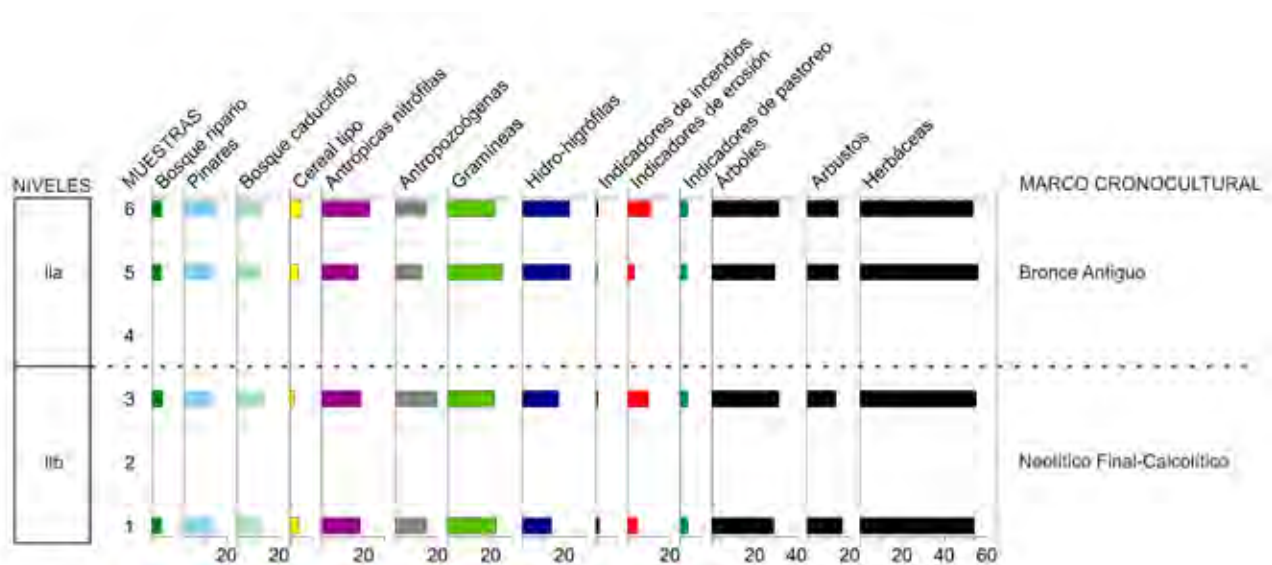 NIVELES
MUESTRAS
Bosque ripario
Pinares
Bosque caducifolio
Cereal tipo
Antrópicas nitrófilas
Antropozoógenas
Gramíneas
Hidro-higrófilas
Indicadores de incendios
Indicadores de erosión
Indicadores de pastoreo
Árboles
Arbustos
Herbáceas
MARCO CRONOCULTURAL
6
IIa
5
Bronce Antiguo
4
3
IIb
2
Neolítico Final-Calcolítico
1
20 20 20 20 20 20 20 20 20 40 20 20 40 60